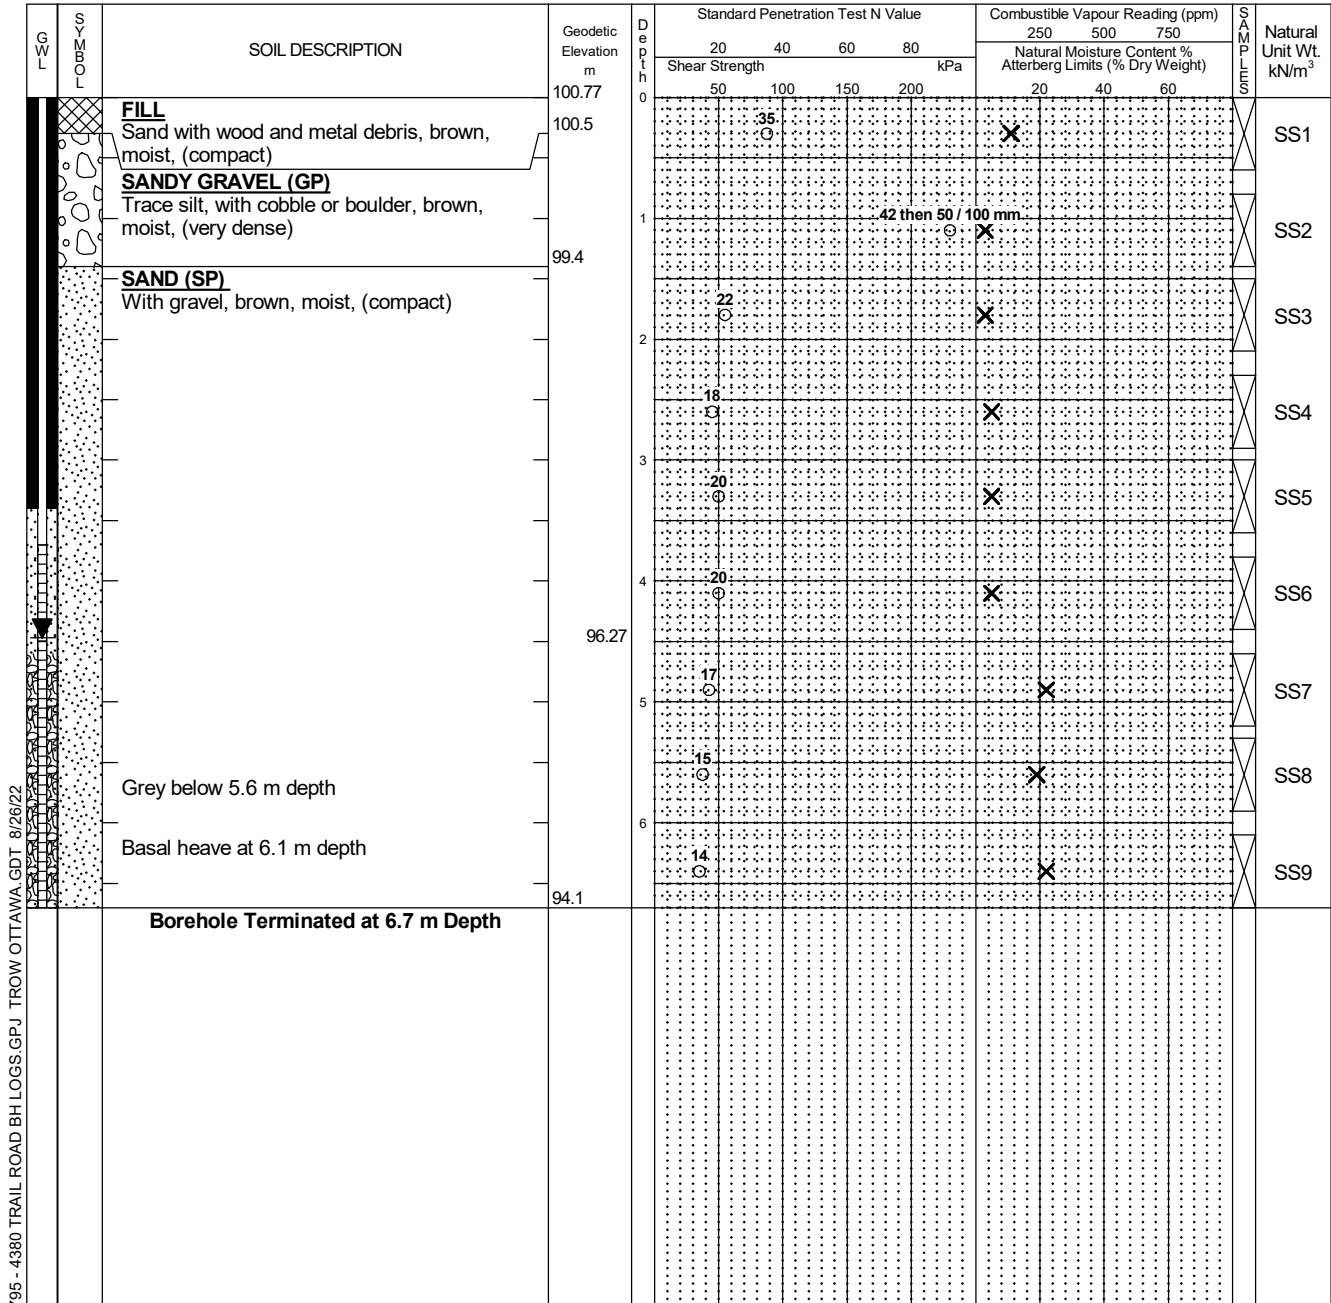 GWL
SYMBOL
SOIL DESCRIPTION
Geodetic
Elevation
m
Depth
Standard Penetration Test N Value
20 40 60 80
Shear Strength kPa
50 100 150 200
Combustible Vapour Reading (ppm)
250 500 750
Natural Moisture Content %
Atterberg Limits (% Dry Weight)
20 40 60
SAMPLES
Natural
Unit Wt.
kN/m³
100.77
0
FILL
Sand with wood and metal debris, brown,
moist, (compact)
100.5
35
SS1
SANDY GRAVEL (GP)
Trace silt, with cobble or boulder, brown,
moist, (very dense)
1
42 then 50 / 100 mm
SS2
99.4
SAND (SP)
With gravel, brown, moist, (compact)
22
SS3
2
18
SS4
3
20
SS5
4
20
SS6
96.27
17
SS7
5
15
SS8
Grey below 5.6 m depth
6
Basal heave at 6.1 m depth
14
SS9
94.1
Borehole Terminated at 6.7 m Depth
95 - 4380 TRAIL ROAD BH LOGS.GPJ TROW OTTAWA.GDT 8/26/22